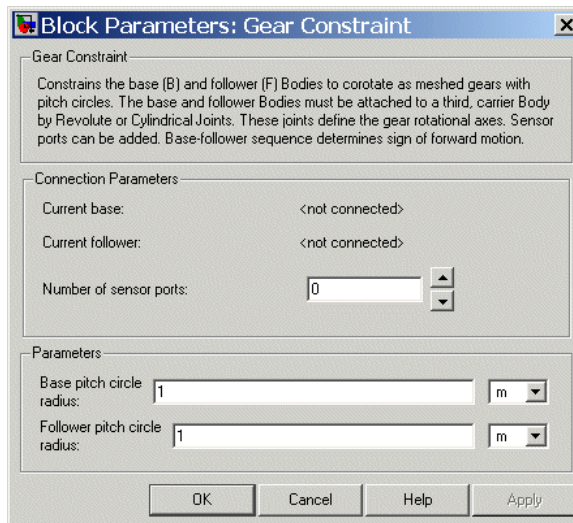 Block Parameters: Gear Constraint
Gear Constraint
Constrains the base (B) and follower (F) Bodies to corotate as meshed gears with
pitch circles. The base and follower Bodies must be attached to a third, carrier Body
by Revolute or Cylindrical Joints. These joints define the gear rotational axes. Sensor
ports can be added. Base-follower sequence determines sign of forward motion.
Connection Parameters
Current base: <not connected>
Current follower: <not connected>
Number of sensor ports: 0
Parameters
Base pitch circle
radius: 1 m
Follower pitch circle
radius: 1 m
OK Cancel Help Apply